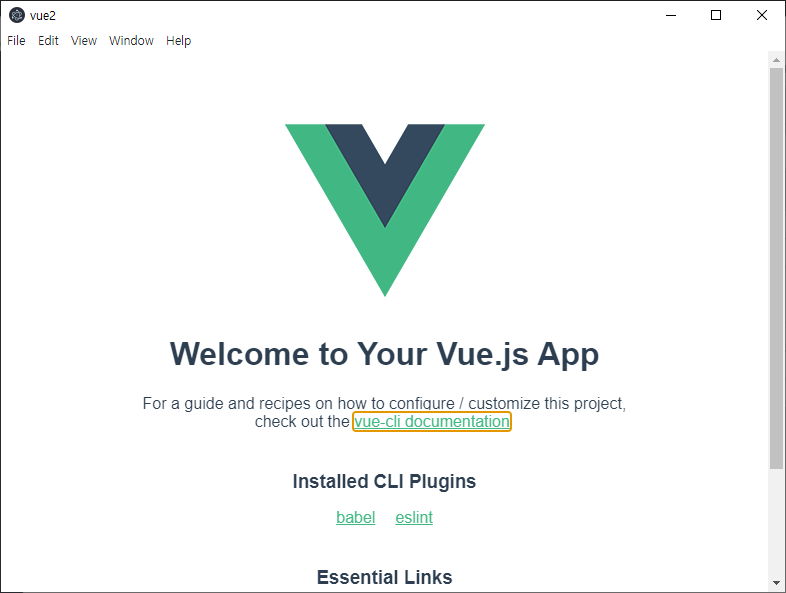 vue2
File Edit View Window Help
Welcome to Your Vue.js App
For a guide and recipes on how to configure / customize this project,
check out the vue-cli documentation
Installed CLI Plugins
babel eslint
Essential Links